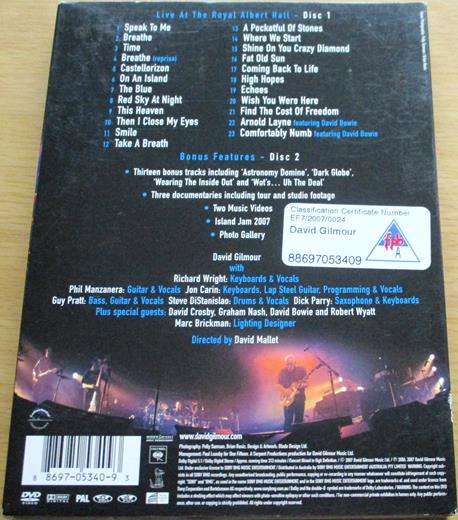 Live At The Royal Albert Hall - Disc 1
1 Speak To Me
2 Breathe
3 Time
4 Breathe (reprise)
5 Castellorizon
6 On An Island
7 The Blue
8 Red Sky At Night
9 This Heaven
10 Then I Close My Eyes
11 Smile
12 Take A Breath
13 A Pocketful Of Stones
14 Where We Start
15 Shine On You Crazy Diamond
16 Fat Old Sun
17 Coming Back To Life
18 High Hopes
19 Echoes
20 Wish You Were Here
21 Find The Cost Of Freedom
22 Arnold Layne featuring David Bowie
23 Comfortably Numb featuring David Bowie
Bonus Features - Disc 2
• Thirteen bonus tracks including 'Astronomy Domine', 'Dark Globe',
'Wearing The Inside Out' and 'Wot's... Uh The Deal'
• Three documentaries including tour and studio footage
• Two Music Videos
• Island Jam 2007
• Photo Gallery
Classification Certificate Number
EF7/2007/0024
David Gilmour
88697053409
fpb
David Gilmour
with
Richard Wright: Keyboards & Vocals
Phil Manzanera: Guitar & Vocals Jon Carin: Keyboards, Lap Steel Guitar, Programming & Vocals
Guy Pratt: Bass, Guitar & Vocals Steve DiStanislao: Drums & Vocals Dick Parry: Saxophone & Keyboards
Plus special guests: David Crosby, Graham Nash, David Bowie and Robert Wyatt
Marc Brickman: Lighting Designer
Directed by David Mallet
www.davidgilmour.com
8 86970-5340-9 3
DVD
PAL